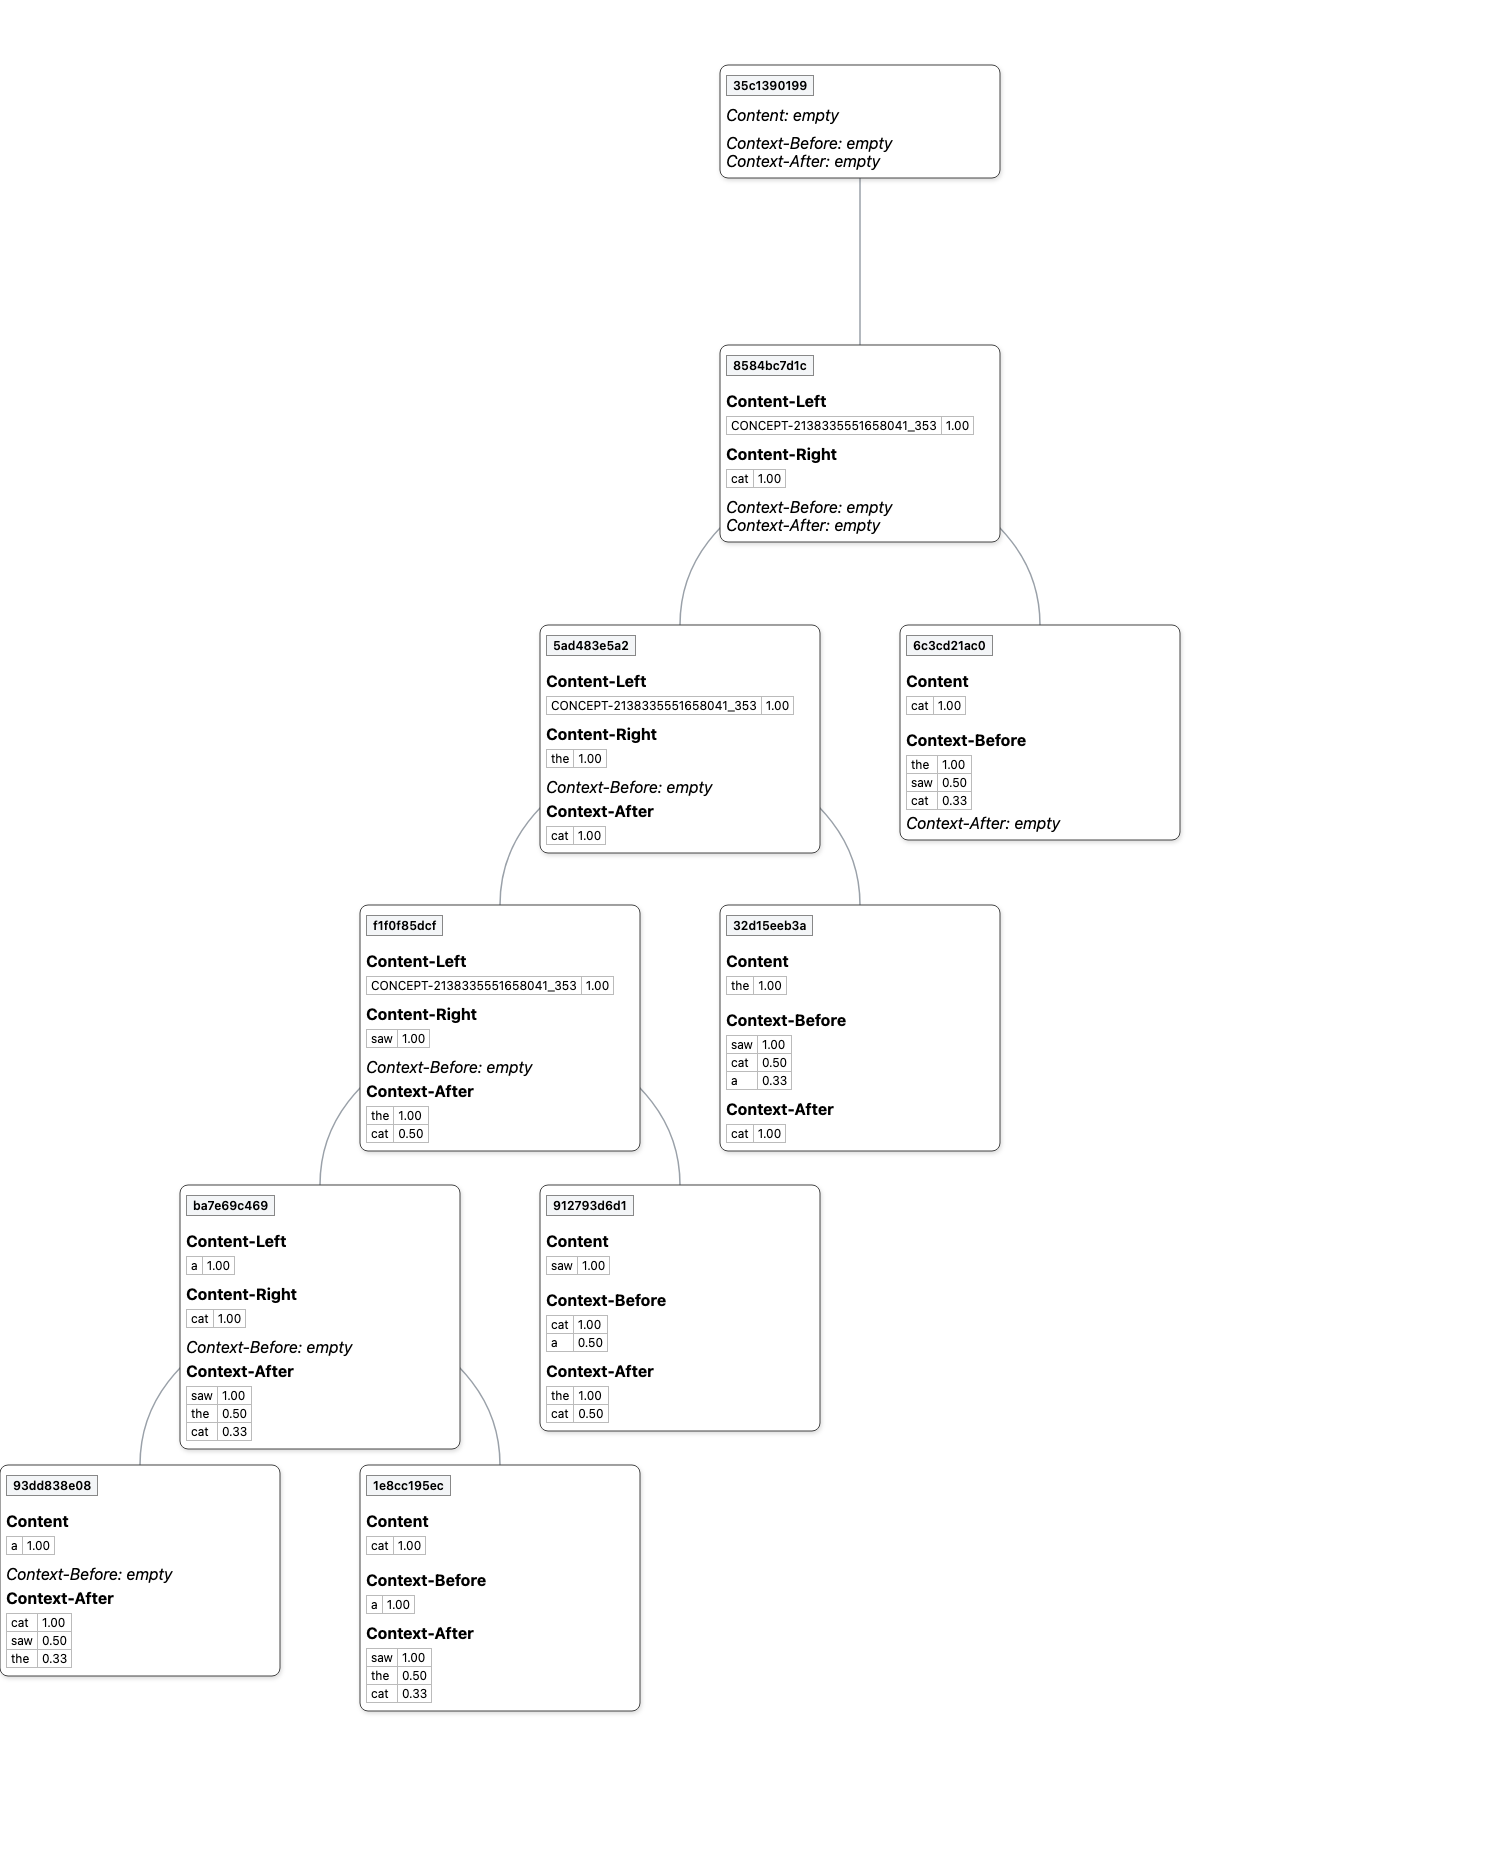 35c1390199
Content: empty
Context-Before: empty
Context-After: empty
8584bc7d1c
Content-Left
CONCEPT-2138335551658041_353 1.00
Content-Right
cat 1.00
Context-Before: empty
Context-After: empty
5ad483e5a2
Content-Left
CONCEPT-2138335551658041_353 1.00
Content-Right
the 1.00
Context-Before: empty
Context-After
cat 1.00
6c3cd21ac0
Content
cat 1.00
Context-Before
the 1.00
saw 0.50
cat 0.33
Context-After: empty
f1f0f85dcf
Content-Left
CONCEPT-2138335551658041_353 1.00
Content-Right
saw 1.00
Context-Before: empty
Context-After
the 1.00
cat 0.50
32d15eeb3a
Content
the 1.00
Context-Before
saw 1.00
cat 0.50
a 0.33
Context-After
cat 1.00
ba7e69c469
Content-Left
a 1.00
Content-Right
cat 1.00
Context-Before: empty
Context-After
saw 1.00
the 0.50
cat 0.33
912793d6d1
Content
saw 1.00
Context-Before
cat 1.00
a 0.50
Context-After
the 1.00
cat 0.50
93dd838e08
Content
a 1.00
Context-Before: empty
Context-After
cat 1.00
saw 0.50
the 0.33
1e8cc195ec
Content
cat 1.00
Context-Before
a 1.00
Context-After
saw 1.00
the 0.50
cat 0.33